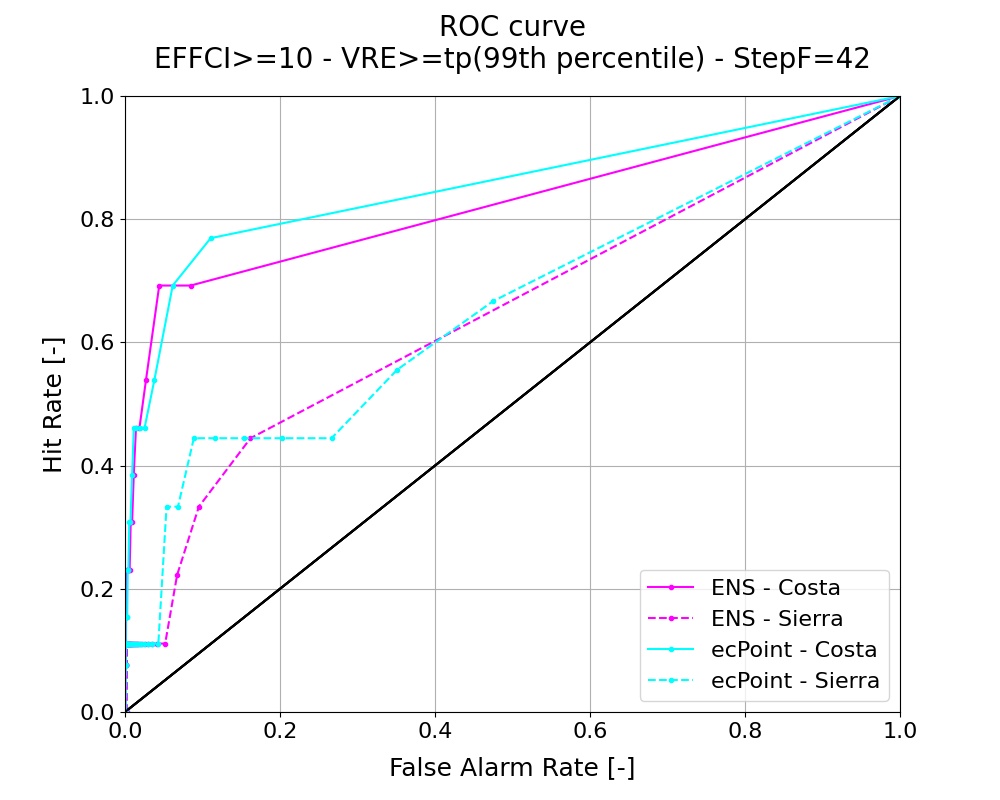 ROC curve
EFFCI>=10 - VRE>=tp(99th percentile) - StepF=42
1.0
0.8
0.6
0.4
0.2
0.0
Hit Rate [-]
ENS - Costa
ENS - Sierra
ecPoint - Costa
ecPoint - Sierra
0.0 0.2 0.4 0.6 0.8 1.0
False Alarm Rate [-]